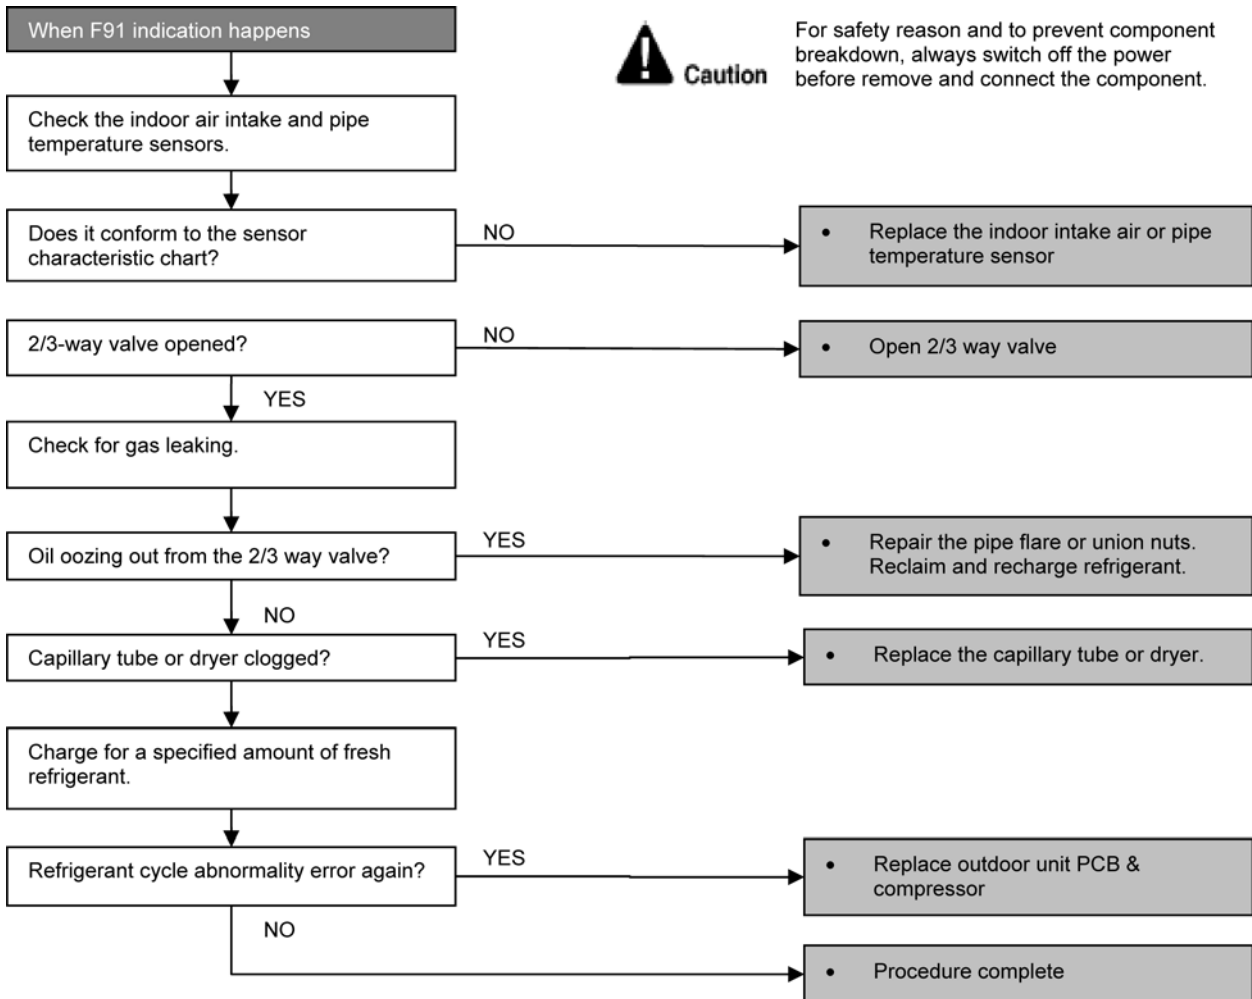 When F91 indication happens
Caution
For safety reason and to prevent component
breakdown, always switch off the power
before remove and connect the component.
Check the indoor air intake and pipe
temperature sensors.
Does it conform to the sensor
characteristic chart?
NO
• Replace the indoor intake air or pipe
temperature sensor
2/3-way valve opened?
NO
• Open 2/3 way valve
YES
Check for gas leaking.
Oil oozing out from the 2/3 way valve?
YES
• Repair the pipe flare or union nuts.
Reclaim and recharge refrigerant.
NO
Capillary tube or dryer clogged?
YES
• Replace the capillary tube or dryer.
Charge for a specified amount of fresh
refrigerant.
Refrigerant cycle abnormality error again?
YES
• Replace outdoor unit PCB &
compressor
NO
• Procedure complete